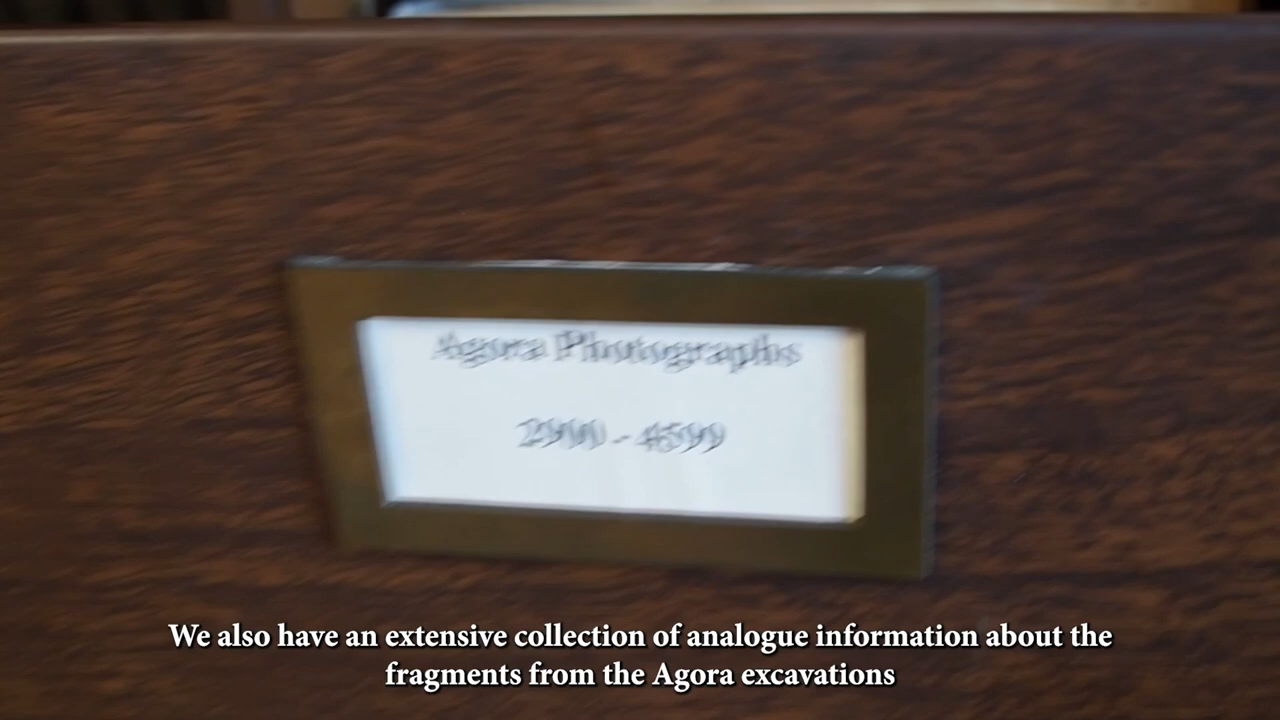 Agora Photographs
2900 - 4599
We also have an extensive collection of analogue information about the
fragments from the Agora excavations